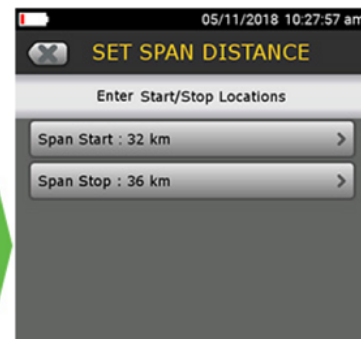 05/11/2018 10:27:57 am
SET SPAN DISTANCE
Enter Start/Stop Locations
Span Start : 32 km
Span Stop : 36 km